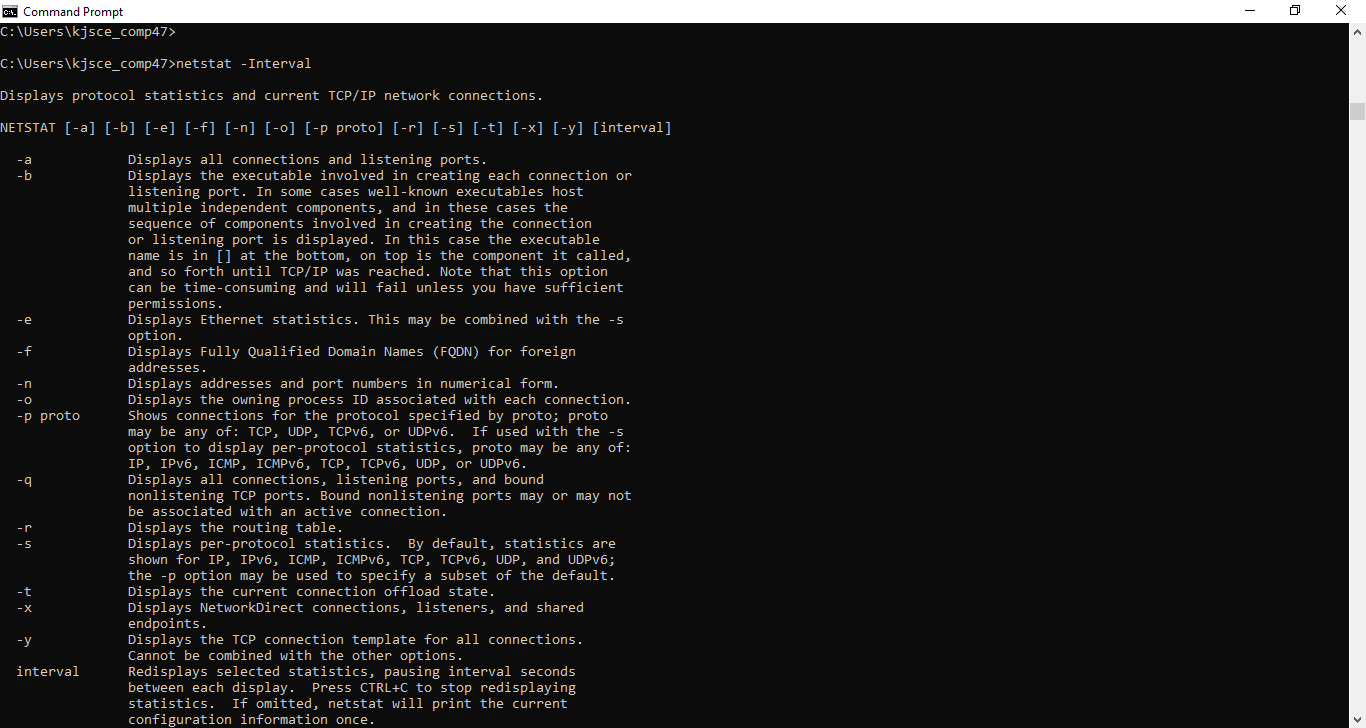 Command Prompt
C:\Users\kjsce_comp47>
C:\Users\kjsce_comp47>netstat -Interval
Displays protocol statistics and current TCP/IP network connections.
NETSTAT [-a] [-b] [-e] [-f] [-n] [-o] [-p proto] [-r] [-s] [-t] [-x] [-y] [interval]
-a            Displays all connections and listening ports.
-b            Displays the executable involved in creating each connection or
listening port. In some cases well-known executables host
multiple independent components, and in these cases the
sequence of components involved in creating the connection
or listening port is displayed. In this case the executable
name is in [] at the bottom, on top is the component it called,
and so forth until TCP/IP was reached. Note that this option
can be time-consuming and will fail unless you have sufficient
permissions.
-e            Displays Ethernet statistics. This may be combined with the -s
option.
-f            Displays Fully Qualified Domain Names (FQDN) for foreign
addresses.
-n            Displays addresses and port numbers in numerical form.
-o            Displays the owning process ID associated with each connection.
-p proto      Shows connections for the protocol specified by proto; proto
may be any of: TCP, UDP, TCPv6, or UDPv6.  If used with the -s
option to display per-protocol statistics, proto may be any of:
IP, IPv6, ICMP, ICMPv6, TCP, TCPv6, UDP, or UDPv6.
-q            Displays all connections, listening ports, and bound
nonlistening TCP ports. Bound nonlistening ports may or may not
be associated with an active connection.
-r            Displays the routing table.
-s            Displays per-protocol statistics.  By default, statistics are
shown for IP, IPv6, ICMP, ICMPv6, TCP, TCPv6, UDP, and UDPv6;
the -p option may be used to specify a subset of the default.
-t            Displays the current connection offload state.
-x            Displays NetworkDirect connections, listeners, and shared
endpoints.
-y            Displays the TCP connection template for all connections.
Cannot be combined with the other options.
interval      Redisplays selected statistics, pausing interval seconds
between each display.  Press CTRL+C to stop redisplaying
statistics.  If omitted, netstat will print the current
configuration information once.